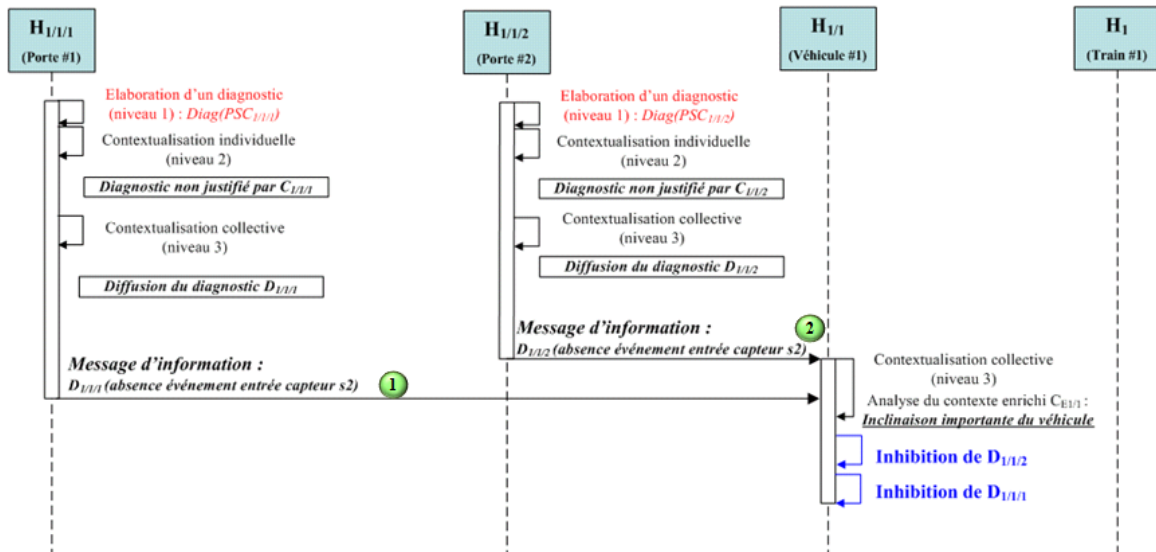 H1/1/1
(Porte #1)
H1/1/2
(Porte #2)
H1/1
(Véhicule #1)
H1
(Train #1)
Elaboration d’un diagnostic
(niveau 1) : Diag(PSC1/1/1)
Contextualisation individuelle
(niveau 2)
Diagnostic non justifié par C1/1/1
Contextualisation collective
(niveau 3)
Diffusion du diagnostic D1/1/1
Message d’information :
D1/1/1 (absence événement entrée capteur s2)
1
Elaboration d’un diagnostic
(niveau 1) : Diag(PSC1/1/2)
Contextualisation individuelle
(niveau 2)
Diagnostic non justifié par C1/1/2
Contextualisation collective
(niveau 3)
Diffusion du diagnostic D1/1/2
Message d’information :
D1/1/2 (absence événement entrée capteur s2)
2
Contextualisation collective
(niveau 3)
Analyse du contexte enrichi CE1/1 :
Inclinaison importante du véhicule
Inhibition de D1/1/2
Inhibition de D1/1/1